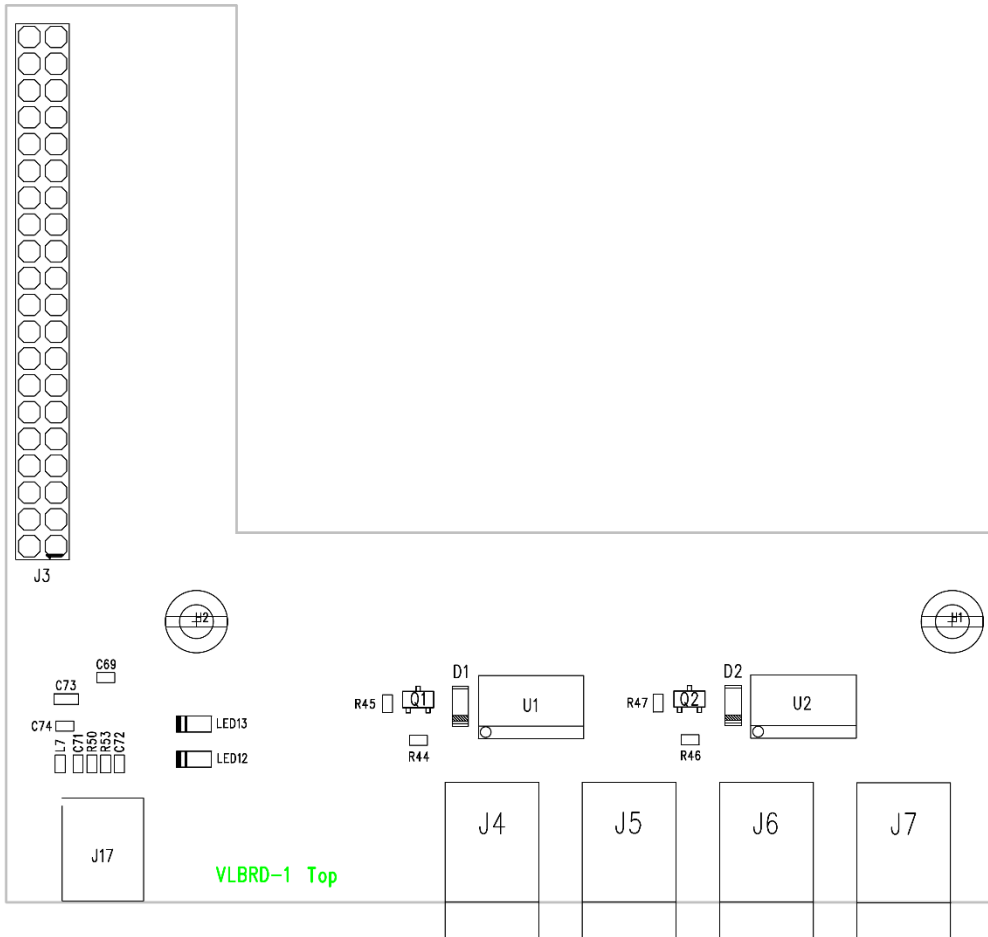 J3
H2
H1
C69
D1
D2
C73
R45
Q1
U1
R47
Q2
U2
C74
LED13
L7
C71
R50
R53
C72
LED12
R44
R46
J4
J5
J6
J7
J17
VLBRD-1 Top